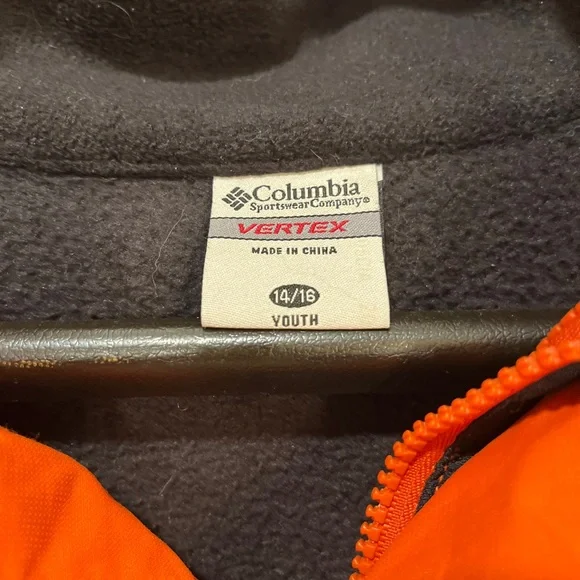 Columbia
Sportswear Company®
VERTEX
MADE IN CHINA
14/16
YOUTH